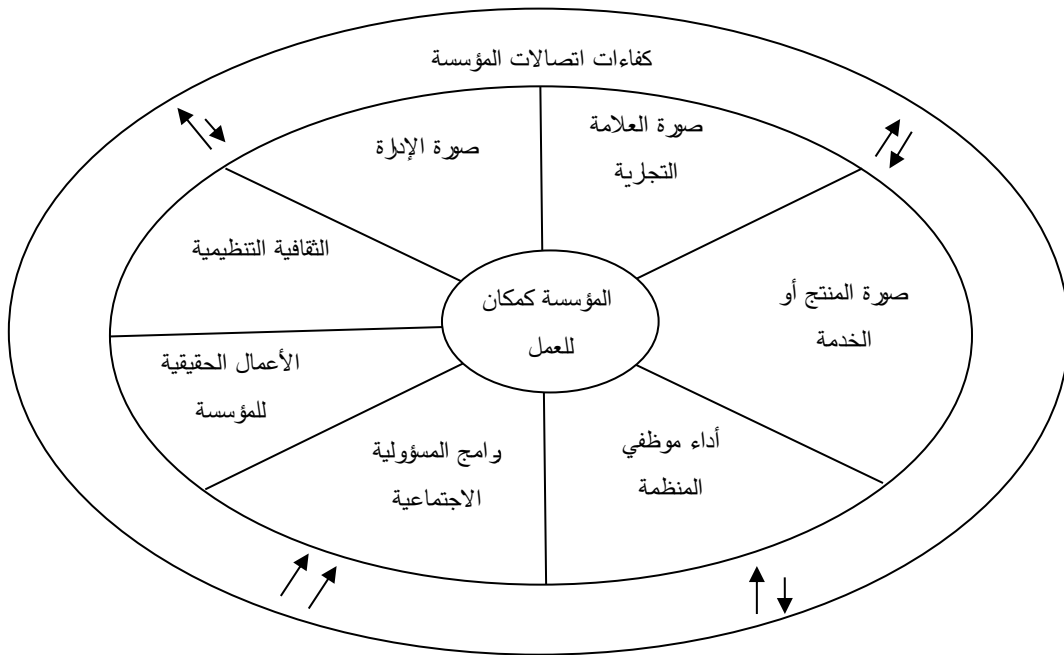 كفاءات اتصالات المؤسسة
صورة العلامة
التجارية
صورة الإدارة
صورة المنتج أو
الخدمة
الثقافية التنظيمية
المؤسسة كمكان
للعمل
الأعمال الحقيقية
للمؤسسة
أداء موظفي
المنظمة
وامج المسؤولية
الاجتماعية